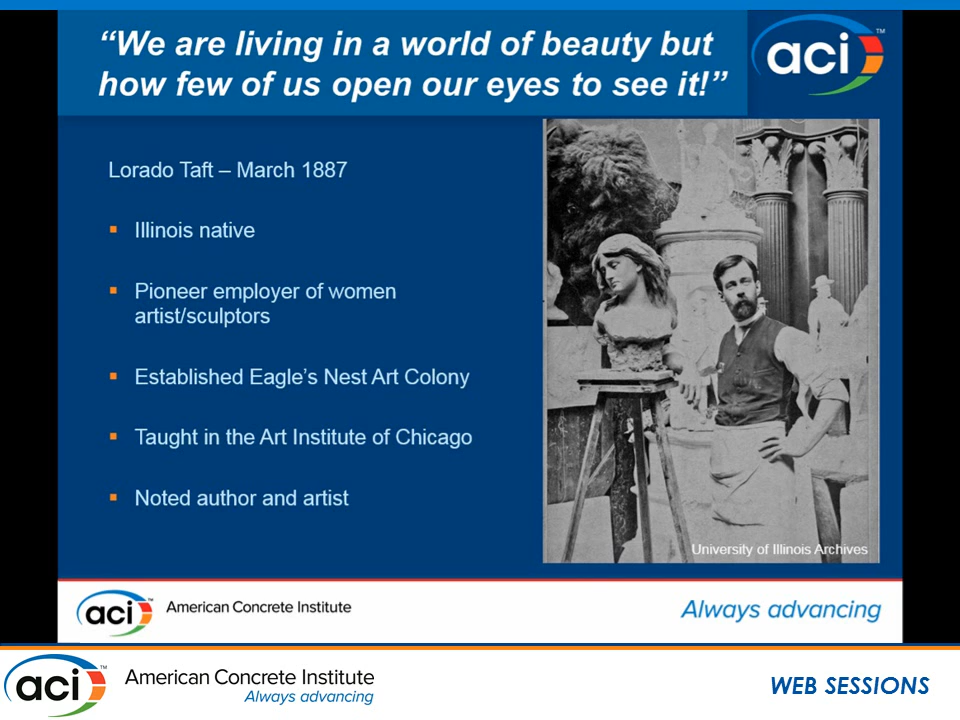 “We are living in a world of beauty but
how few of us open our eyes to see it!”
aci™
Lorado Taft – March 1887
▪ Illinois native
▪ Pioneer employer of women
artist/sculptors
▪ Established Eagle’s Nest Art Colony
▪ Taught in the Art Institute of Chicago
▪ Noted author and artist
University of Illinois Archives
aci™ American Concrete Institute
Always advancing
aci™ American Concrete Institute
Always advancing
WEB SESSIONS